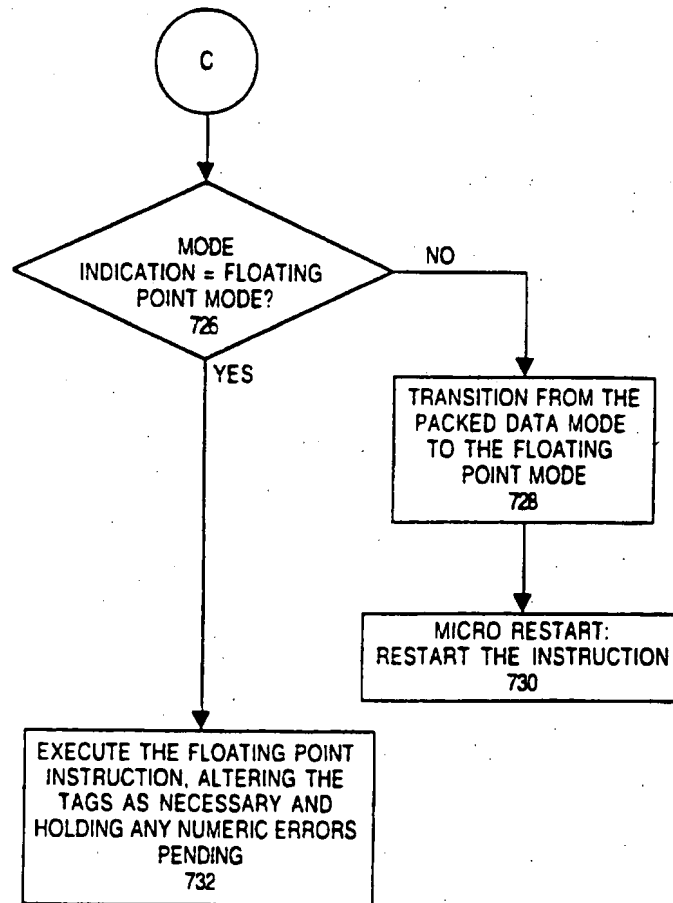 C
MODE
INDICATION = FLOATING
POINT MODE?
726
NO
YES
TRANSITION FROM THE
PACKED DATA MODE
TO THE FLOATING
POINT MODE
728
MICRO RESTART:
RESTART THE INSTRUCTION
730
EXECUTE THE FLOATING POINT
INSTRUCTION, ALTERING THE
TAGS AS NECESSARY AND
HOLDING ANY NUMERIC ERRORS
PENDING
732